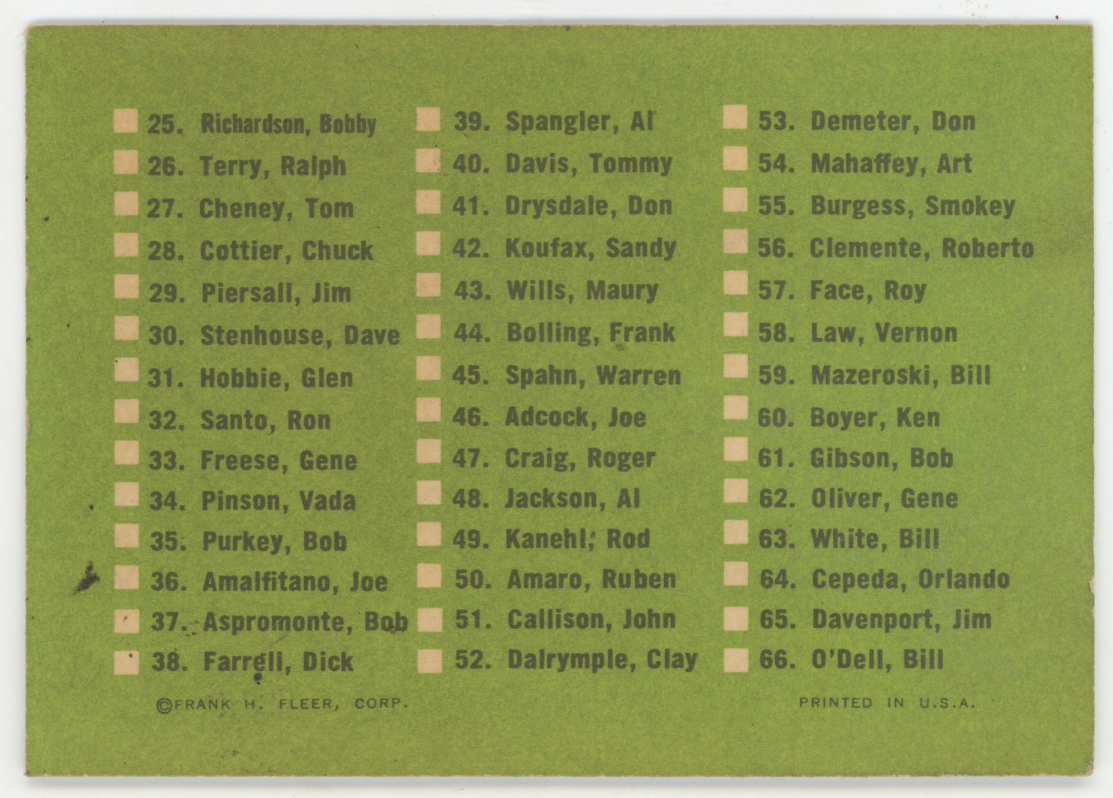 25. Richardson, Bobby
26. Terry, Ralph
27. Cheney, Tom
28. Cottier, Chuck
29. Piersall, Jim
30. Stenhouse, Dave
31. Hobbie, Glen
32. Santo, Ron
33. Freese, Gene
34. Pinson, Vada
35. Purkey, Bob
36. Amalfitano, Joe
37. Aspromonte, Bob
38. Farrell, Dick
39. Spangler, Al
40. Davis, Tommy
41. Drysdale, Don
42. Koufax, Sandy
43. Wills, Maury
44. Bolling, Frank
45. Spahn, Warren
46. Adcock, Joe
47. Craig, Roger
48. Jackson, Al
49. Kanehl, Rod
50. Amaro, Ruben
51. Callison, John
52. Dalrymple, Clay
53. Demeter, Don
54. Mahaffey, Art
55. Burgess, Smokey
56. Clemente, Roberto
57. Face, Roy
58. Law, Vernon
59. Mazeroski, Bill
60. Boyer, Ken
61. Gibson, Bob
62. Oliver, Gene
63. White, Bill
64. Cepeda, Orlando
65. Davenport, Jim
66. O'Dell, Bill
©FRANK H. FLEER, CORP.
PRINTED IN U.S.A.